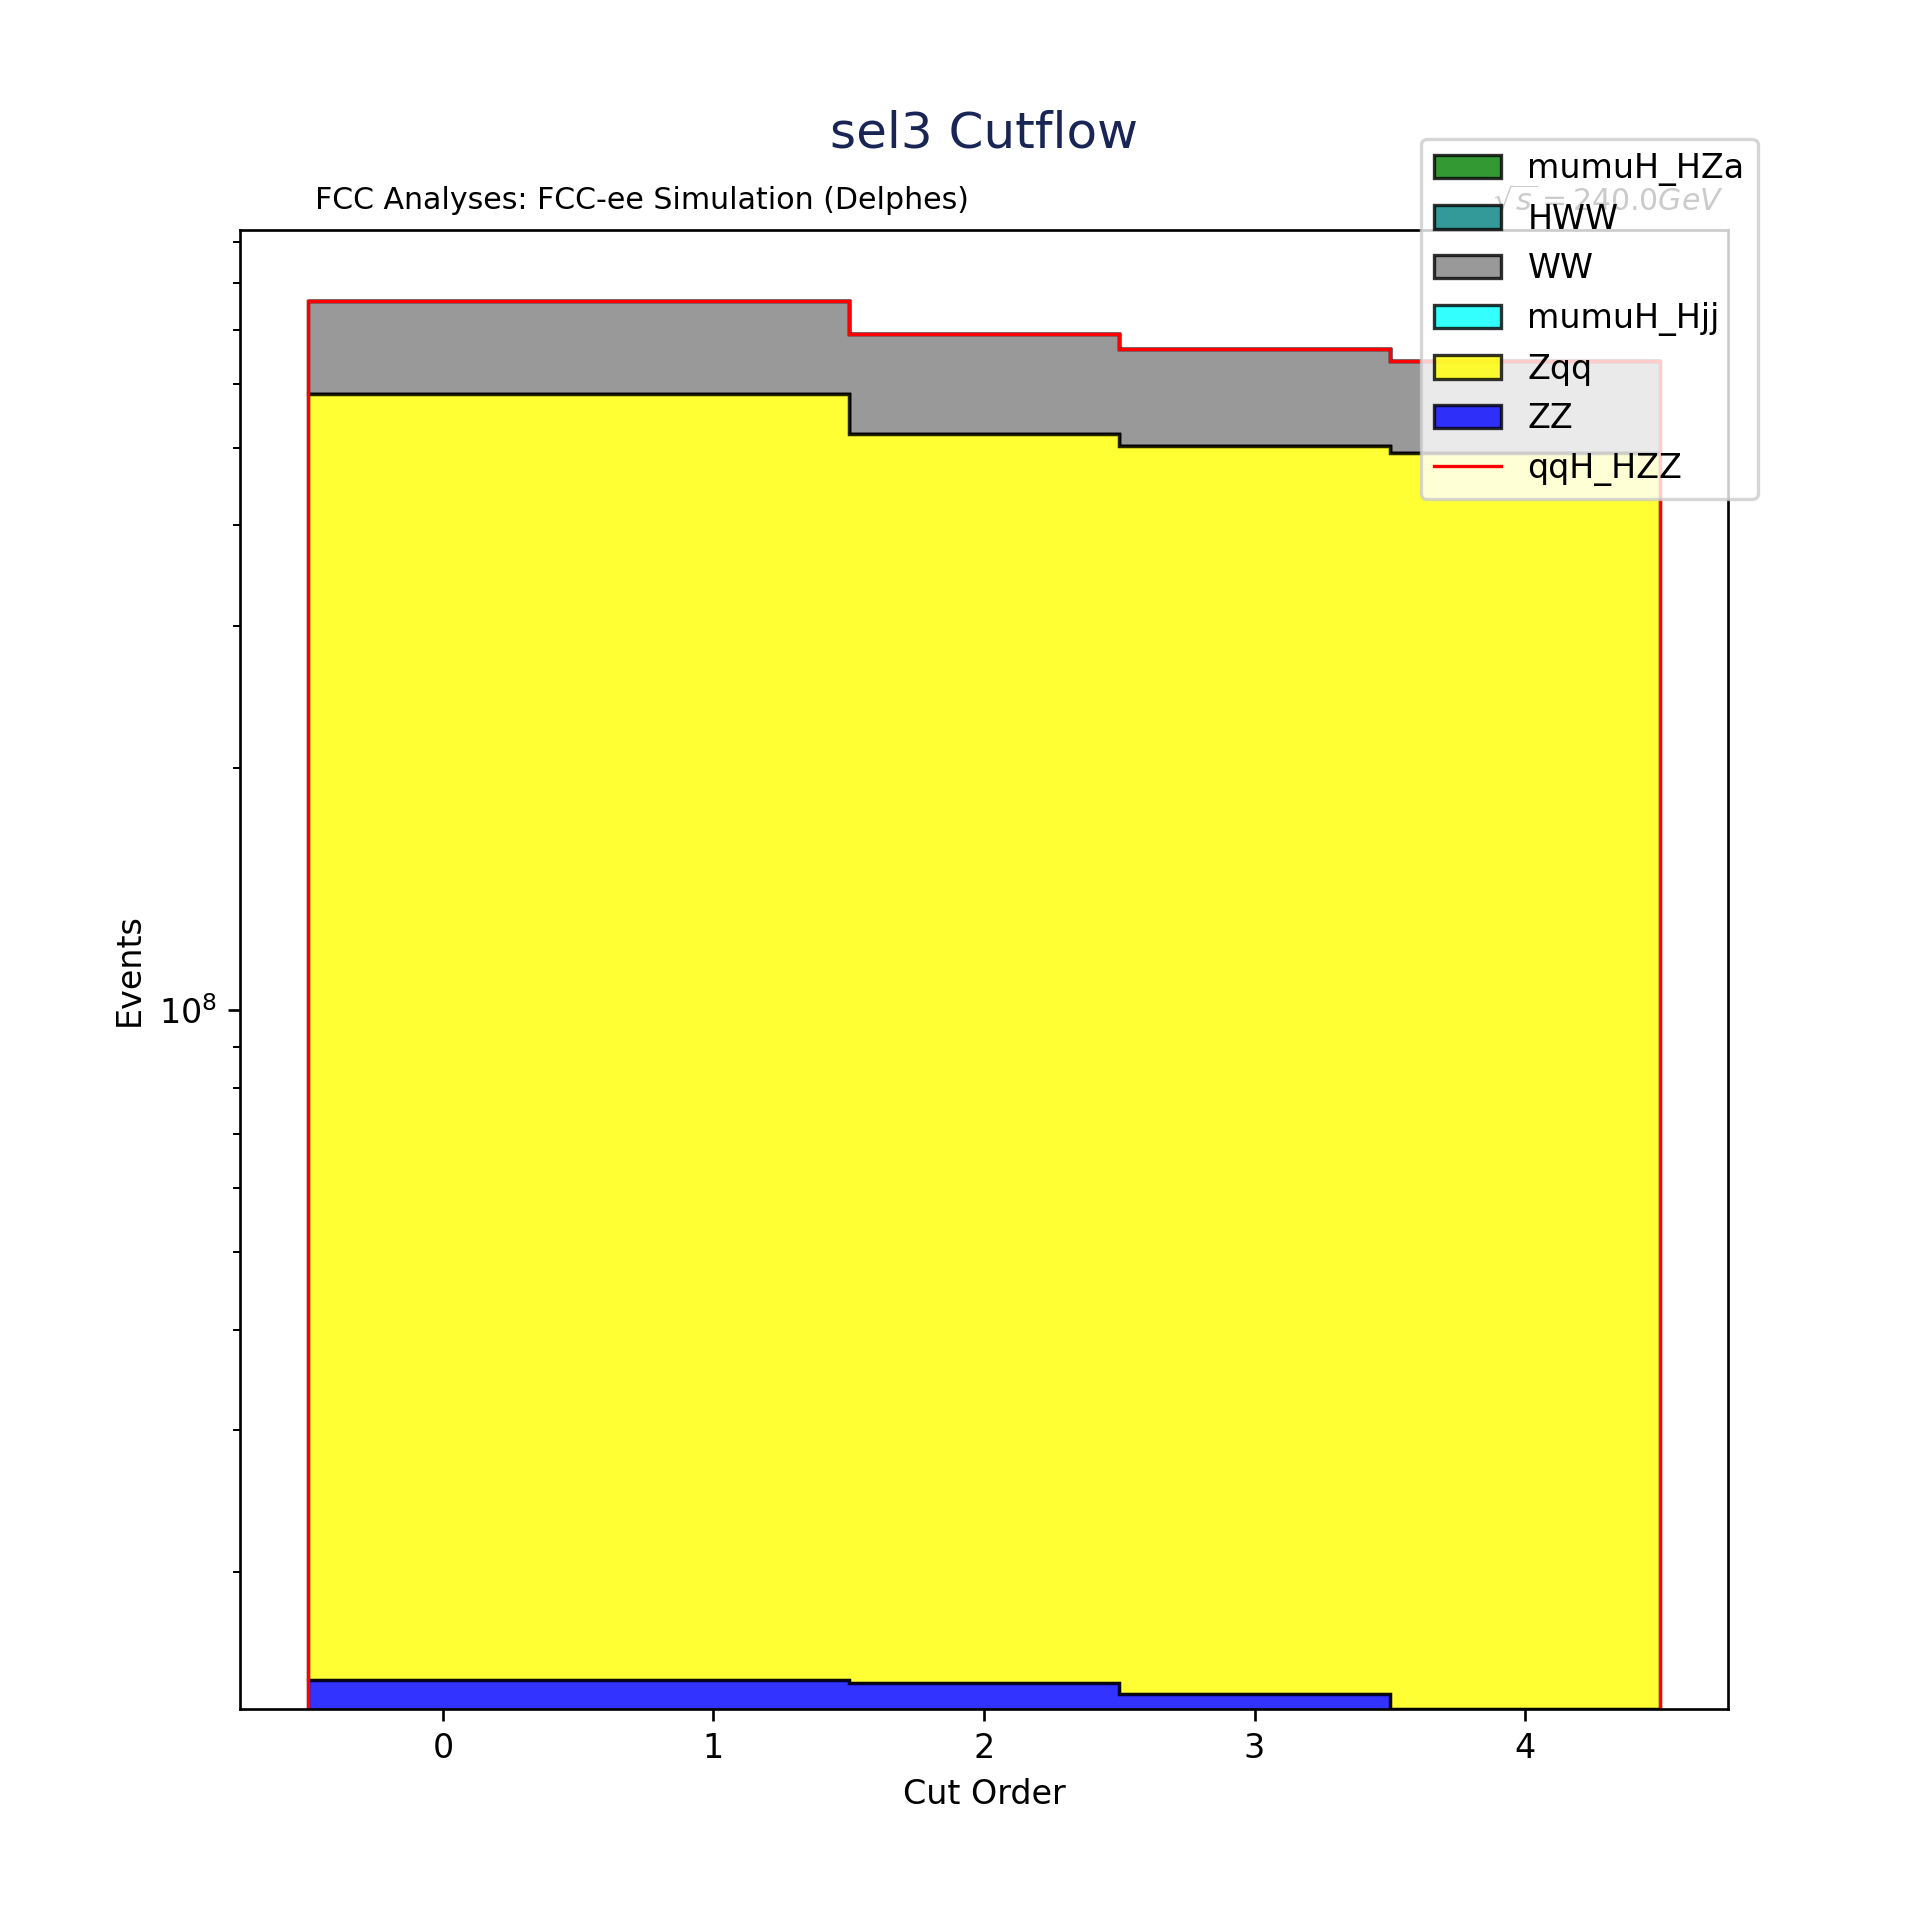 sel3 Cutflow
FCC Analyses: FCC-ee Simulation (Delphes)
√s = 240.0GeV
mumuH_HZa
HWW
WW
mumuH_Hjj
Zqq
ZZ
qqH_HZZ
Events
10⁸
0 1 2 3 4
Cut Order